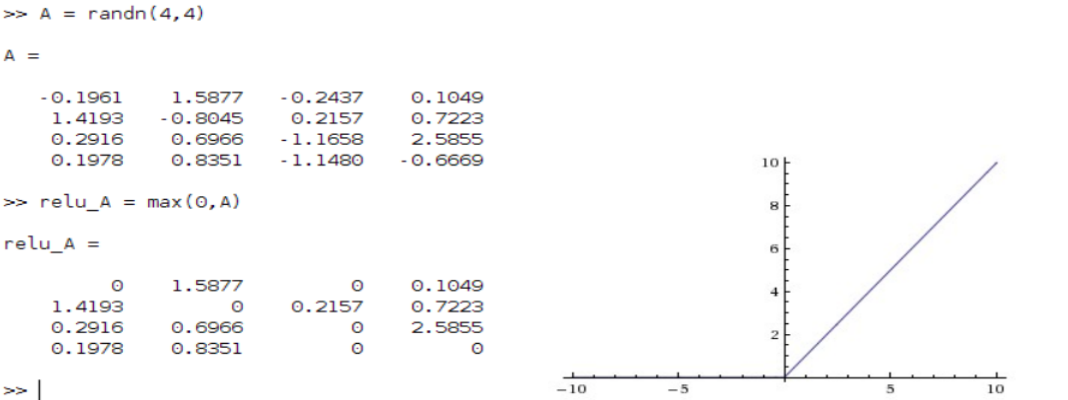 >> A = randn(4,4)
A =
-0.1961 1.5877 -0.2437 0.1049
1.4193 -0.8045 0.2157 0.7223
0.2916 0.6966 -1.1658 2.5855
0.1978 0.8351 -1.1480 -0.6669
>> relu_A = max(0,A)
relu_A =
0 1.5877 0 0.1049
1.4193 0 0.2157 0.7223
0.2916 0.6966 0 2.5855
0.1978 0.8351 0 0
>>
10
8
6
4
2
-10 -5 5 10